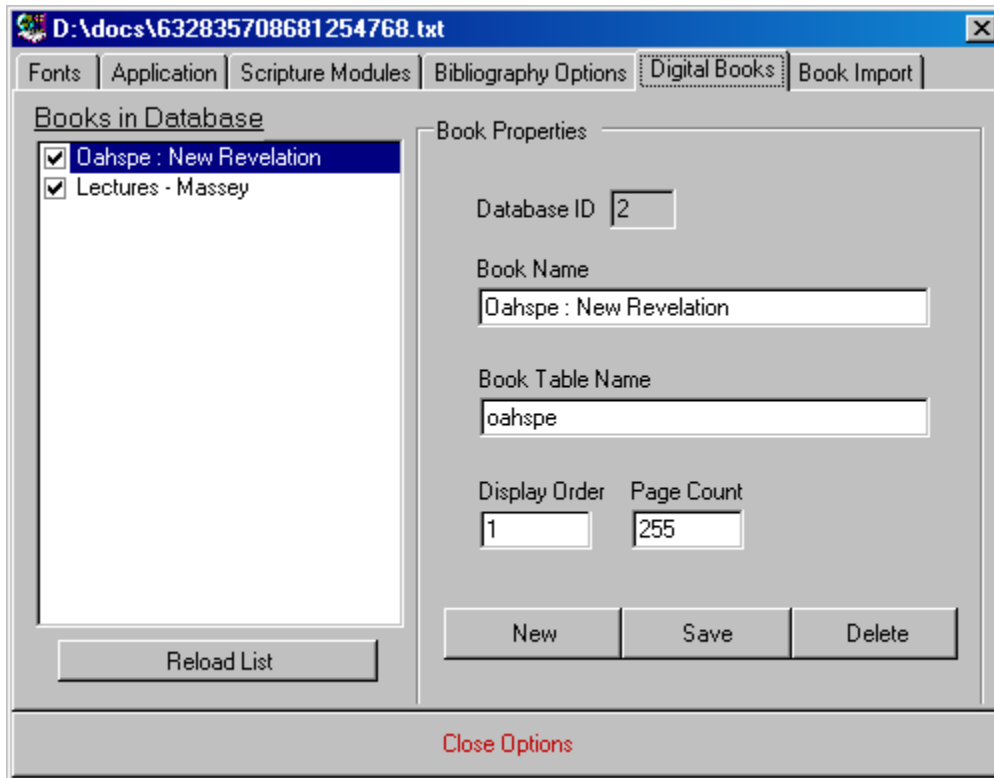 D:\docs\632835708681254768.txt
Fonts Application Scripture Modules Bibliography Options Digital Books Book Import
Books in Database
Oahspe : New Revelation
Lectures - Massey
Reload List
Book Properties
Database ID 2
Book Name
Oahspe : New Revelation
Book Table Name
oahspe
Display Order Page Count
1 255
New Save Delete
Close Options